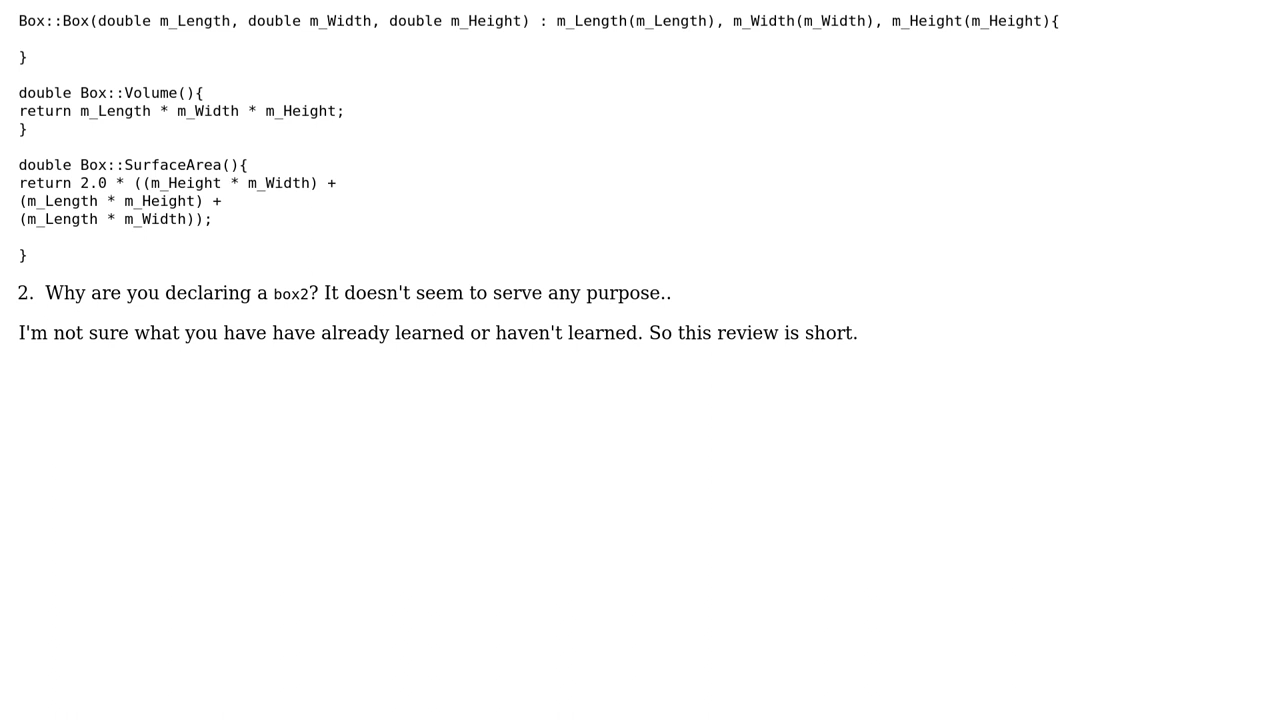 Box::Box(double m_Length, double m_Width, double m_Height) : m_Length(m_Length), m_Width(m_Width), m_Height(m_Height){
}
double Box::Volume(){
return m_Length * m_Width * m_Height;
}
double Box::SurfaceArea(){
return 2.0 * ((m_Height * m_Width) +
(m_Length * m_Height) +
(m_Length * m_Width));
}
2. Why are you declaring a box2? It doesn't seem to serve any purpose..
I'm not sure what you have have already learned or haven't learned. So this review is short.